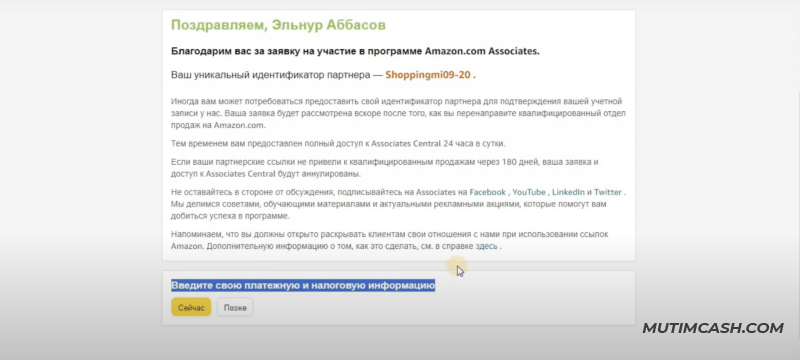 Поздравляем, Эльнур Аббасов
Благодарим вас за заявку на участие в программе Amazon.com Associates.
Ваш уникальный идентификатор партнера — Shoppingmi09-20 .
Иногда вам может потребоваться предоставить свой идентификатор партнера для подтверждения вашей учетной
записи у нас. Ваша заявка будет рассмотрена вскоре после того, как вы перенаправите квалифицированный отдел
продаж на Amazon.com.
Тем временем вам предоставлен полный доступ к Associates Central 24 часа в сутки.
Если ваши партнерские ссылки не привели к квалифицированным продажам через 180 дней, ваша заявка и
доступ к Associates Central будут аннулированы.
Не оставайтесь в стороне от обсуждения, подписывайтесь на Associates на Facebook , YouTube , LinkedIn и Twitter .
Мы делимся советами, обучающими материалами и актуальными рекламными акциями, которые помогут вам
добиться успеха в программе.
Напоминаем, что вы должны открыто раскрывать клиентам свои отношения с нами при использовании ссылок
Amazon. Дополнительную информацию о том, как это сделать, см. в справке здесь .
Введите свою платежную и налоговую информацию
Сейчас Позже
MUTIMCASH.COM